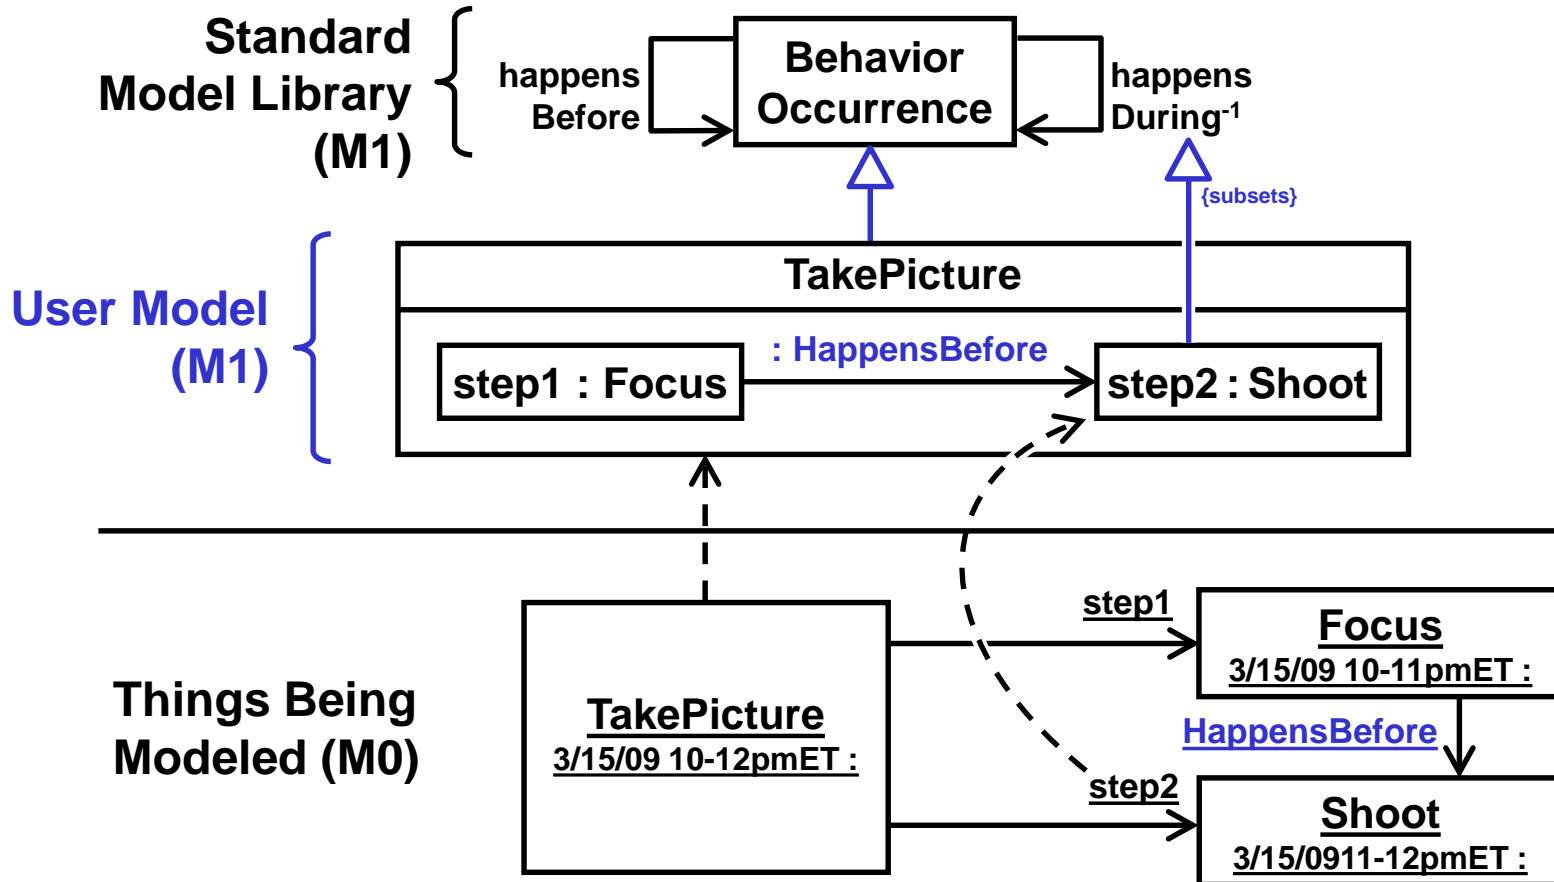 Standard
Model Library
(M1)
happens
Before
Behavior
Occurrence
happens
During-1
{subsets}
User Model
(M1)
TakePicture
step1 : Focus
: HappensBefore
step2 : Shoot
Things Being
Modeled (M0)
TakePicture
3/15/09 10-12pmET :
step1
Focus
3/15/09 10-11pmET :
HappensBefore
step2
Shoot
3/15/0911-12pmET :